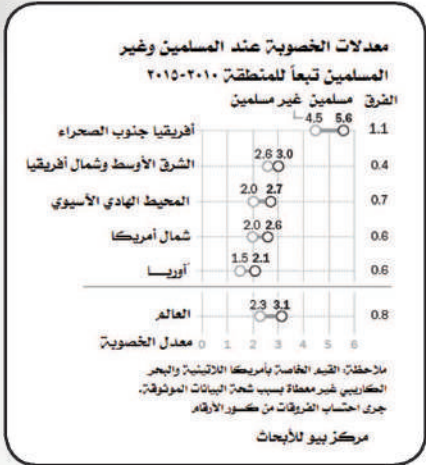 معدلات الخصوبة عند المسلمين وغير
المسلمين تبعاً للمنطقة ٢٠١٠-٢٠١٥
مسلمين غير مسلمين الفرق
أفريقيا جنوب الصحراء 4.5 5.6 1.1
الشرق الأوسط وشمال أفريقيا 2.6 3.0 0.4
المحيط الهادي الأسيوي 2.0 2.7 0.7
شمال أمريكا 2.0 2.6 0.6
أوربــا 1.5 2.1 0.6
العالم 2.3 3.1 0.8
معدل الخصوبة 0 1 2 3 4 5 6
ملاحظة: القيم الخاصة بأمريكا اللاتينية والبحر
الكاريبي غير معطاة بسبب شحة البيانات الموثوقة.
جرى احتساب الفروقات من كسور الأرقام
مركز بيو للأبحاث